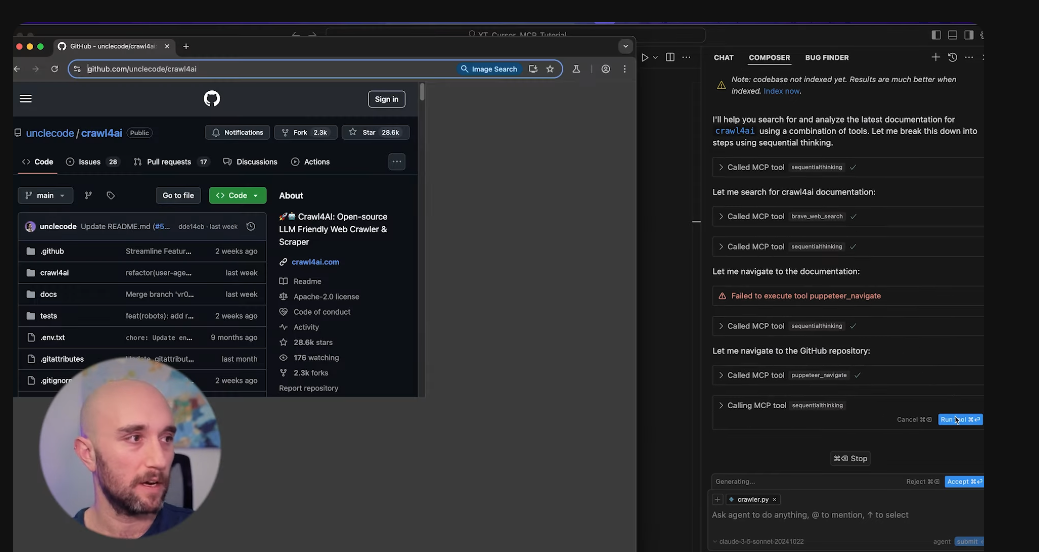 YT_Cursor_MCP_Tutorial
GitHub - unclecode/crawl4ai
github.com/unclecode/crawl4ai
Image Search
Sign in
unclecode / crawl4ai Public
Notifications
Fork 2.3k
Star 28.6k
Code
Issues 28
Pull requests 17
Discussions
Actions
main
Go to file
Code
unclecode Update README.md (#5... dde14eb · last week
.github Streamline Featur... 2 weeks ago
crawl4ai refactor(user-age... last week
docs Merge branch 'vr0... last week
tests feat(robots): add r... 2 weeks ago
.env.txt chore: Update en... 9 months ago
.gitattributes Update .gitattribut... last month
.gitignore 2 weeks ago
About
Crawl4AI: Open-source
LLM Friendly Web Crawler &
Scraper
crawl4ai.com
Readme
Apache-2.0 license
Code of conduct
Activity
28.6k stars
176 watching
2.3k forks
Report repository
CHAT COMPOSER BUG FINDER
Note: codebase not indexed yet. Results are much better when
indexed. Index now.
I'll help you search for and analyze the latest documentation for
crawl4ai using a combination of tools. Let me break this down into
steps using sequential thinking.
Called MCP tool sequentialthinking
Let me search for crawl4ai documentation:
Called MCP tool brave_web_search
Called MCP tool sequentialthinking
Let me navigate to the documentation:
Failed to execute tool puppeteer_navigate
Called MCP tool sequentialthinking
Let me navigate to the GitHub repository:
Called MCP tool puppeteer_navigate
Calling MCP tool sequentialthinking
Cancel ⌘⌫ Run tool ⌘⏎
⌘⌫ Stop
Generating...
Reject ⌘⌫ Accept ⌘⏎
crawler.py
Ask agent to do anything, @ to mention, ↑ to select
claude-3-5-sonnet-20241022
agent submit